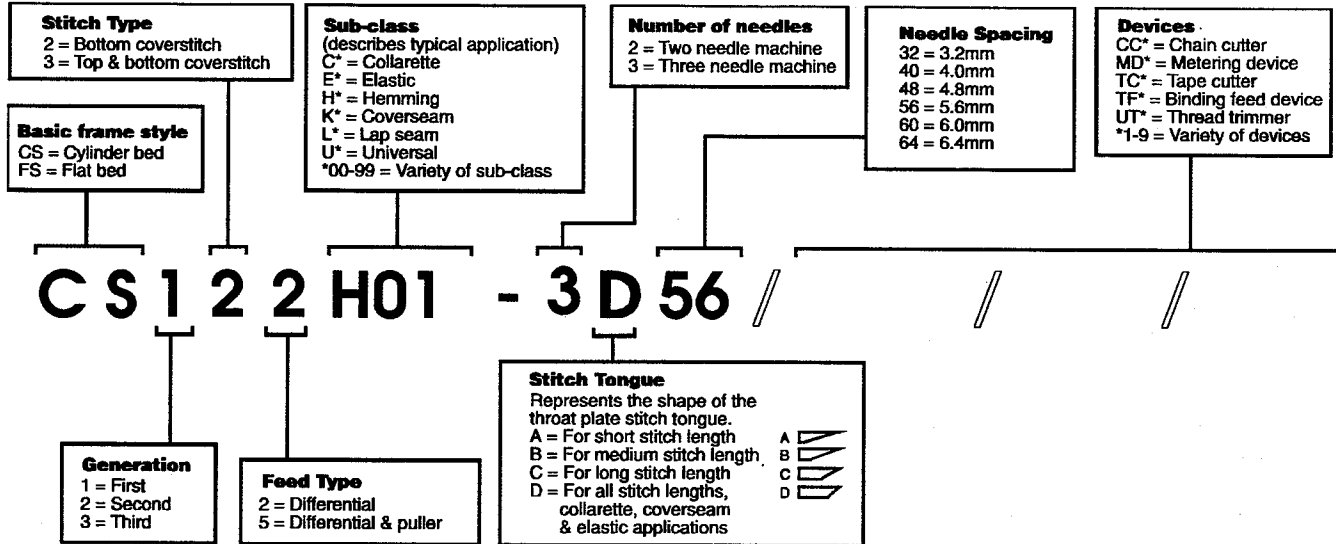 Stitch Type
2 = Bottom coverstitch
3 = Top & bottom coverstitch
Sub-class
(describes typical application)
C* = Collarette
E* = Elastic
H* = Hemming
K* = Coverseam
L* = Lap seam
U* = Universal
*00-99 = Variety of sub-class
Number of needles
2 = Two needle machine
3 = Three needle machine
Needle Spacing
32 = 3.2mm
40 = 4.0mm
48 = 4.8mm
56 = 5.6mm
60 = 6.0mm
64 = 6.4mm
Devices
CC* = Chain cutter
MD* = Metering device
TC* = Tape cutter
TF* = Binding feed device
UT* = Thread trimmer
*1-9 = Variety of devices
Basic frame style
CS = Cylinder bed
FS = Flat bed
CS122H01 - 3D56/ / /
Generation
1 = First
2 = Second
3 = Third
Feed Type
2 = Differential
5 = Differential & puller
Stitch Tongue
Represents the shape of the
throat plate stitch tongue.
A = For short stitch length A
B = For medium stitch length B
C = For long stitch length C
D = For all stitch lengths, D
collarette, coverseam
& elastic applications